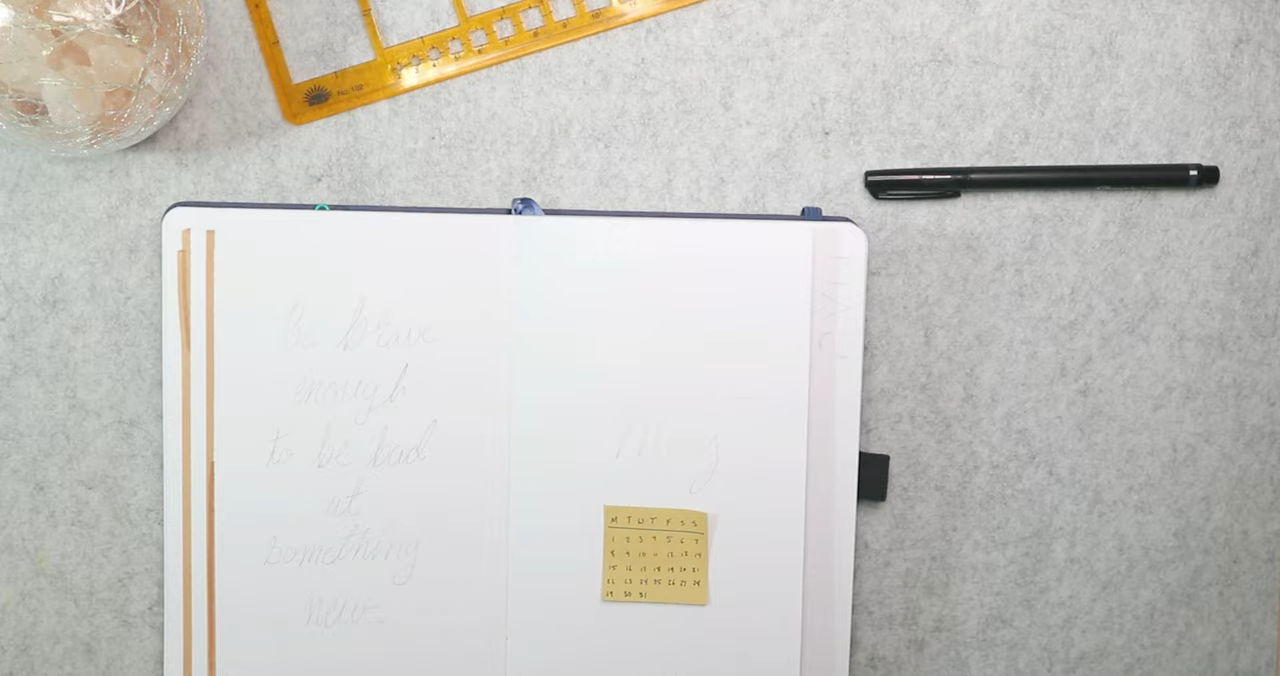 Be brave
enough
to be bad
at
something
new.
May
M T W T F S S
1 2 3 4 5 6 7
8 9 10 11 12 13 14
15 16 17 18 19 20 21
22 23 24 25 26 27 28
29 30 31